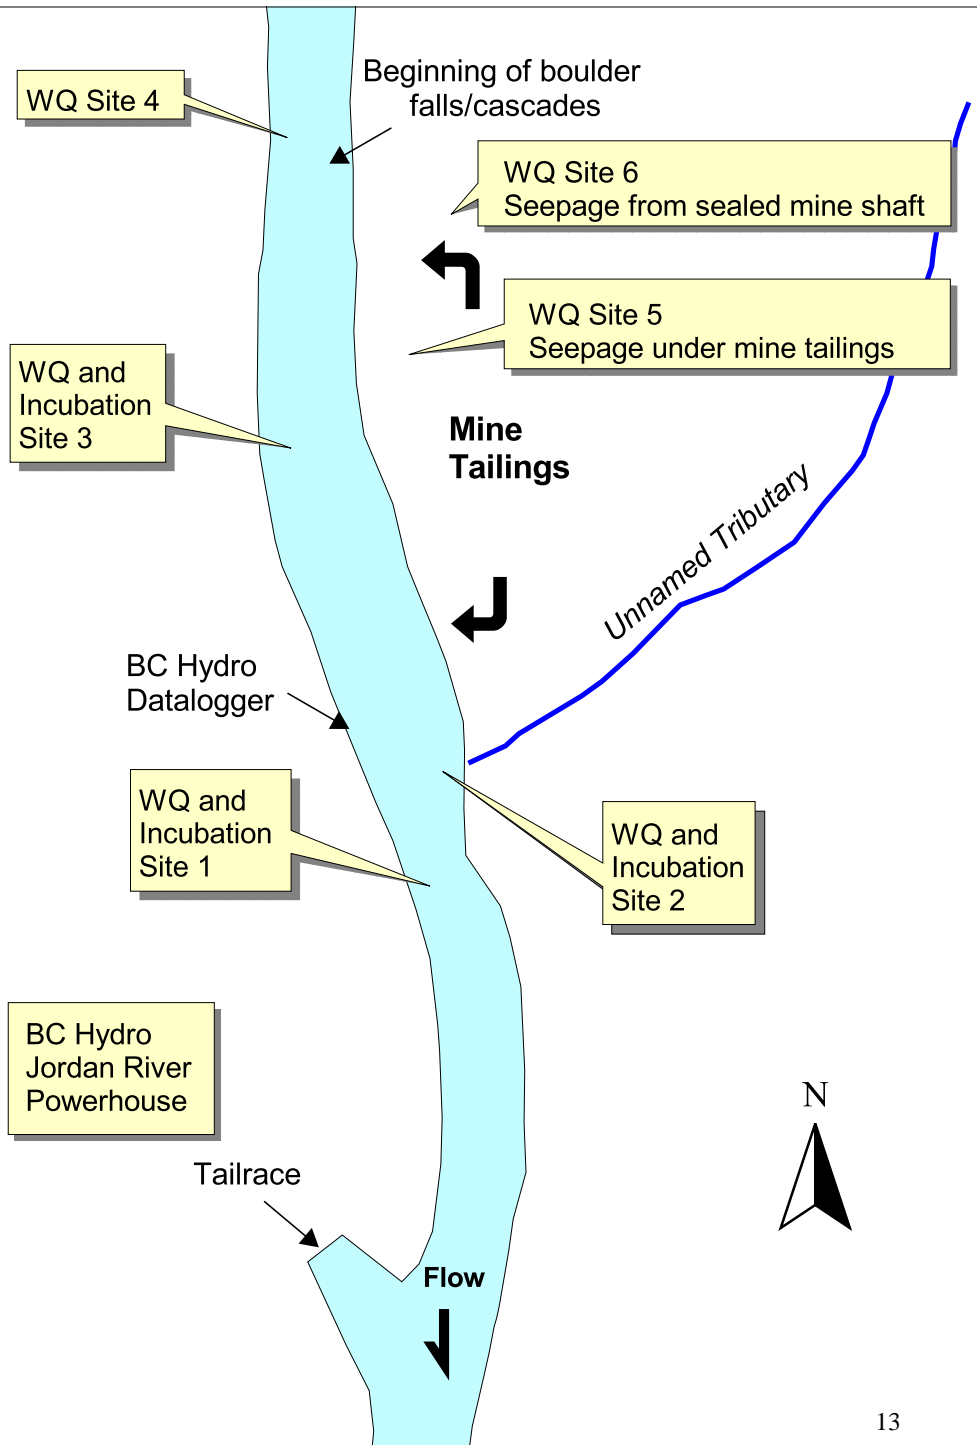 Beginning of boulder
falls/cascades
WQ Site 4
WQ Site 6
Seepage from sealed mine shaft
WQ Site 5
Seepage under mine tailings
WQ and
Incubation
Site 3
Mine
Tailings
Unnamed Tributary
BC Hydro
Datalogger
WQ and
Incubation
Site 1
WQ and
Incubation
Site 2
BC Hydro
Jordan River
Powerhouse
N
Tailrace
Flow
13